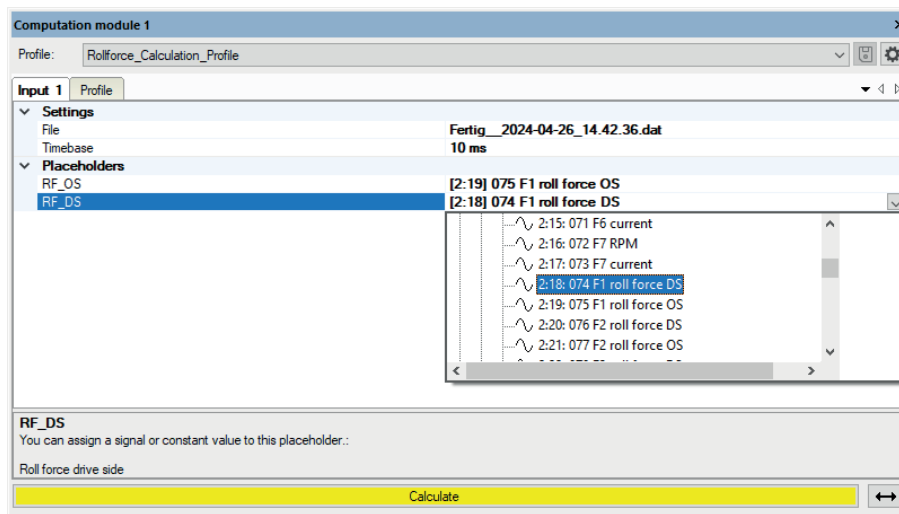 Computation module 1
Profile: Rollforce_Calculation_Profile
Input 1 Profile
Settings
File Fertig__2024-04-26_14.42.36.dat
Timebase 10 ms
Placeholders
RF_OS [2:19] 075 F1 roll force OS
RF_DS [2:18] 074 F1 roll force DS
2:15: 071 F6 current
2:16: 072 F7 RPM
2:17: 073 F7 current
2:18: 074 F1 roll force DS
2:19: 075 F1 roll force OS
2:20: 076 F2 roll force DS
2:21: 077 F2 roll force OS
RF_DS
You can assign a signal or constant value to this placeholder.:
Roll force drive side
Calculate